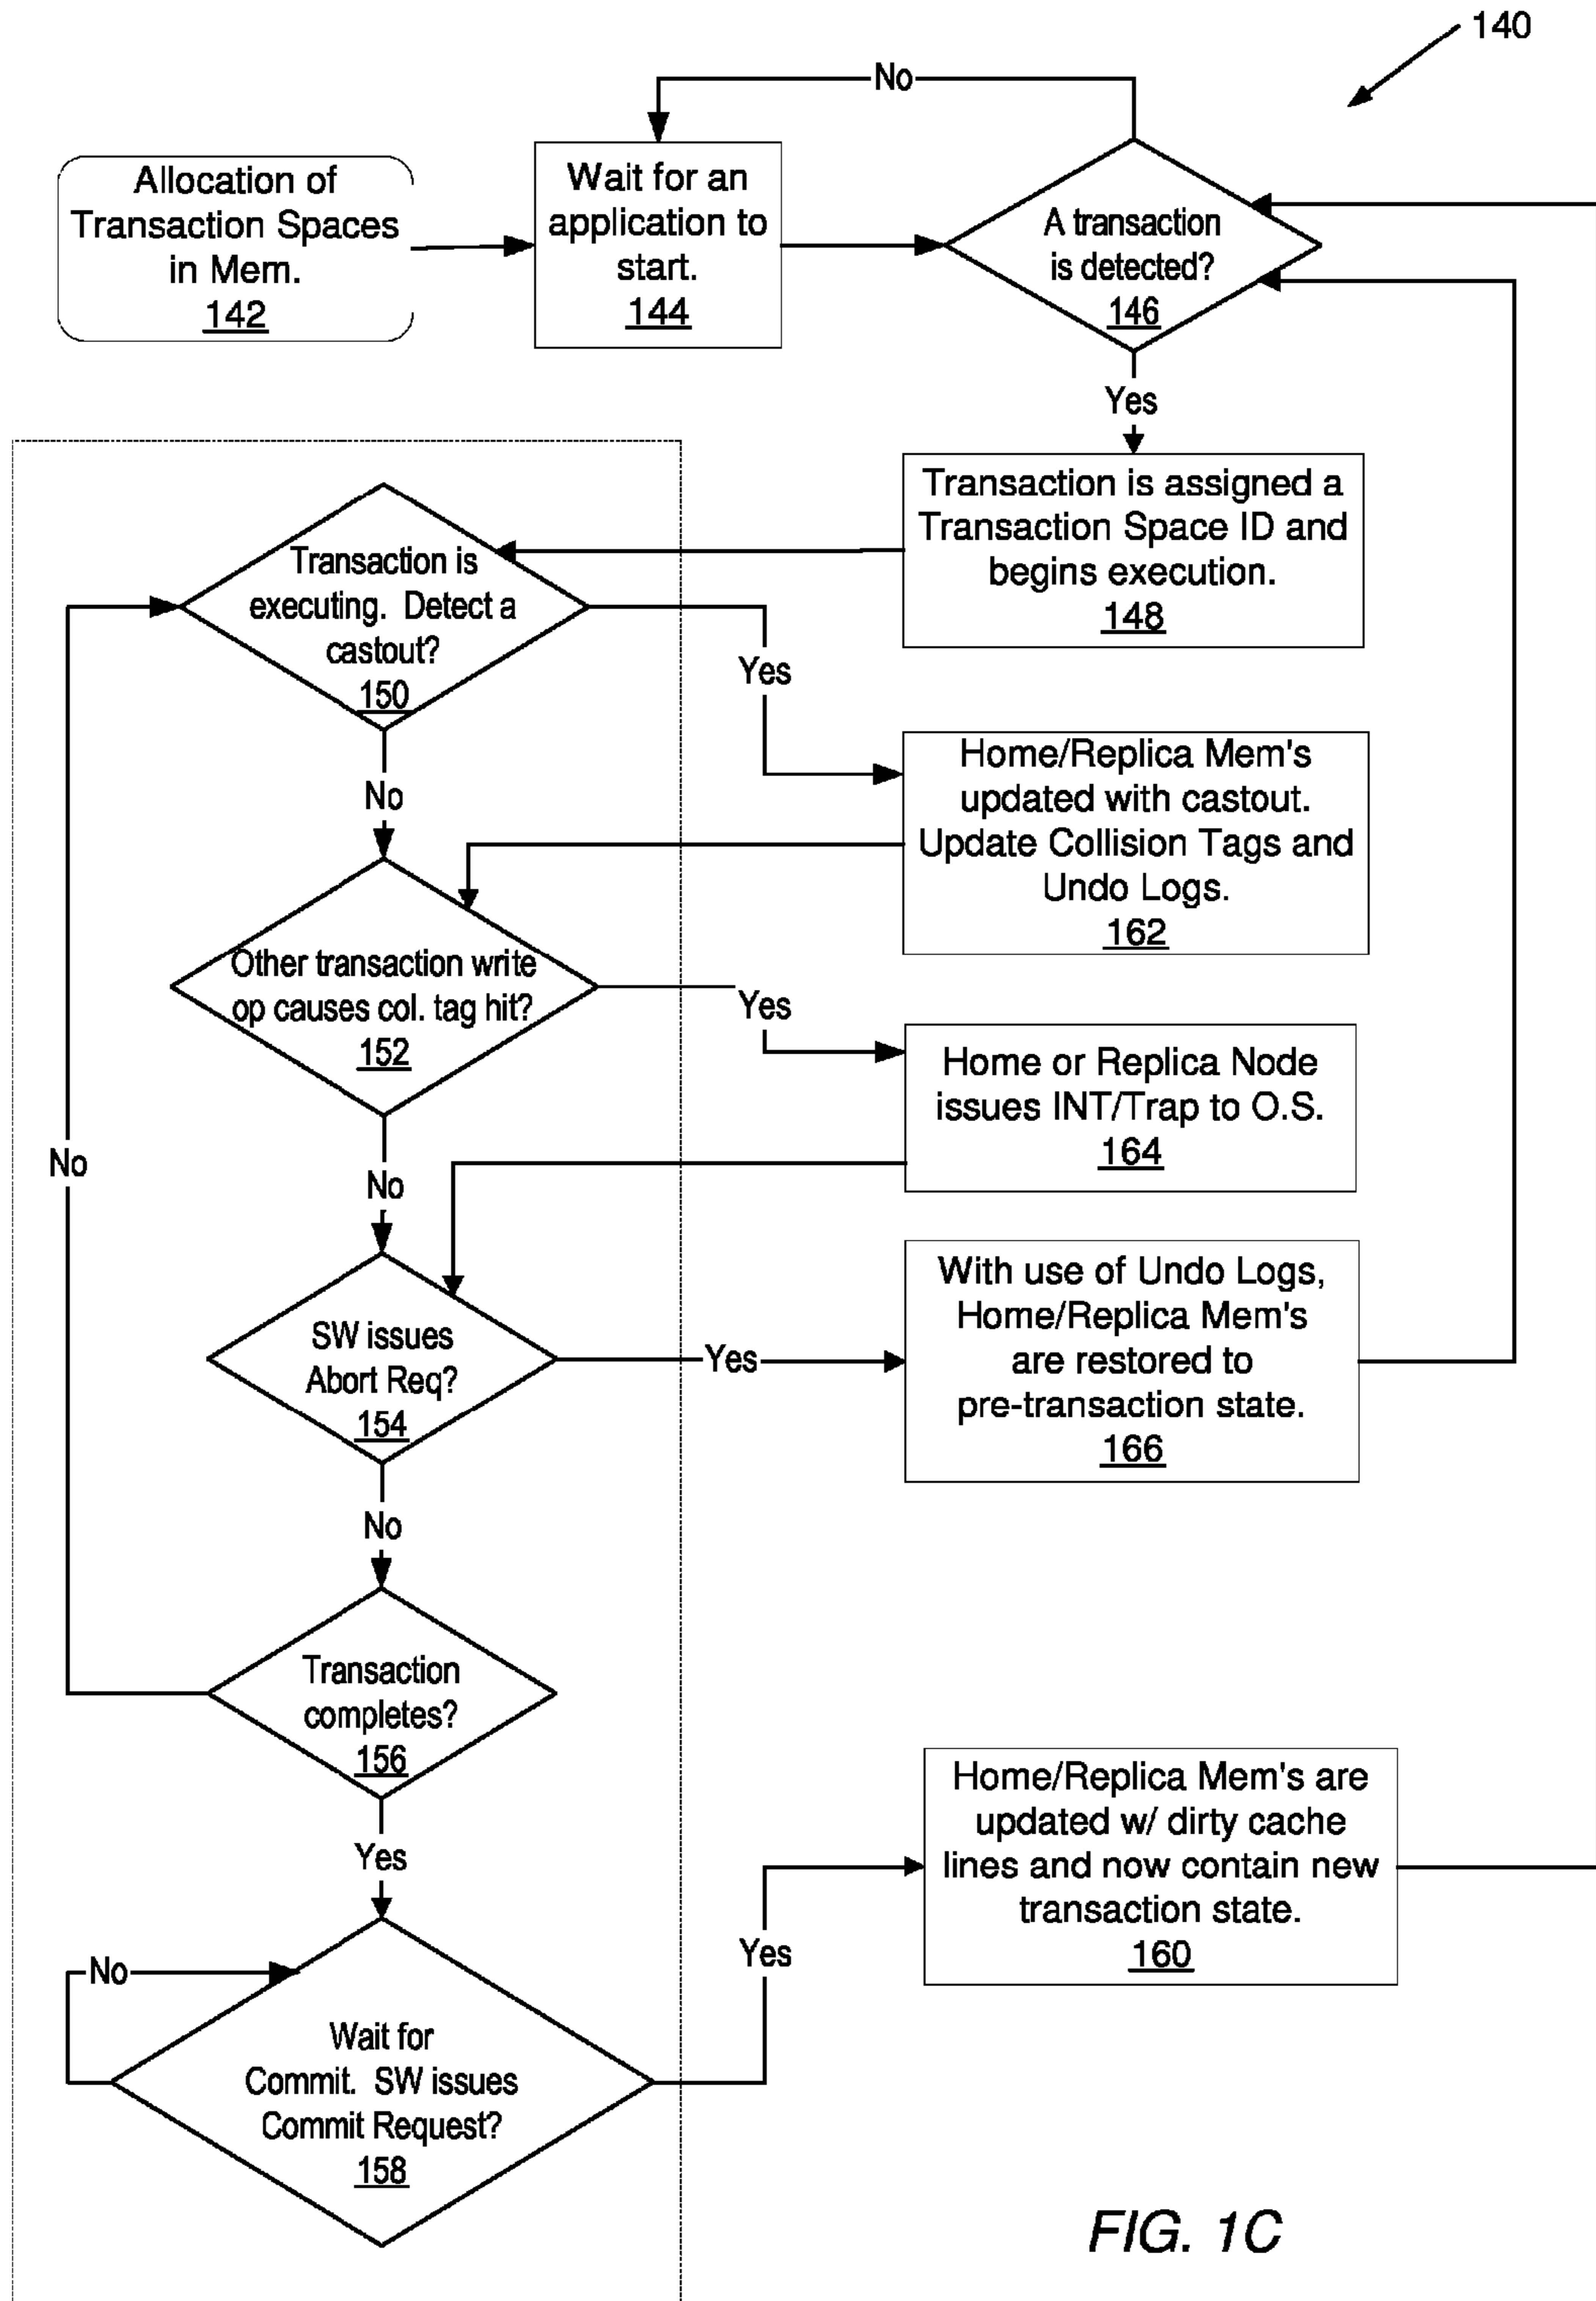 140
No
Allocation of
Transaction Spaces
in Mem.
142
Wait for an
application to
start.
144
A transaction
is detected?
146
Yes
Transaction is assigned a
Transaction Space ID and
begins execution.
148
Transaction is
executing. Detect a
castout?
150
Yes
No
Home/Replica Mem's
updated with castout.
Update Collision Tags and
Undo Logs.
162
Other transaction write
op causes col. tag hit?
152
Yes
Home or Replica Node
issues INT/Trap to O.S.
164
No
No
SW issues
Abort Req?
154
Yes
With use of Undo Logs,
Home/Replica Mem's
are restored to
pre-transaction state.
166
No
Transaction
completes?
156
Yes
Home/Replica Mem's are
updated w/ dirty cache
lines and now contain new
transaction state.
160
Yes
No
Wait for
Commit. SW issues
Commit Request?
158
FIG. 1C